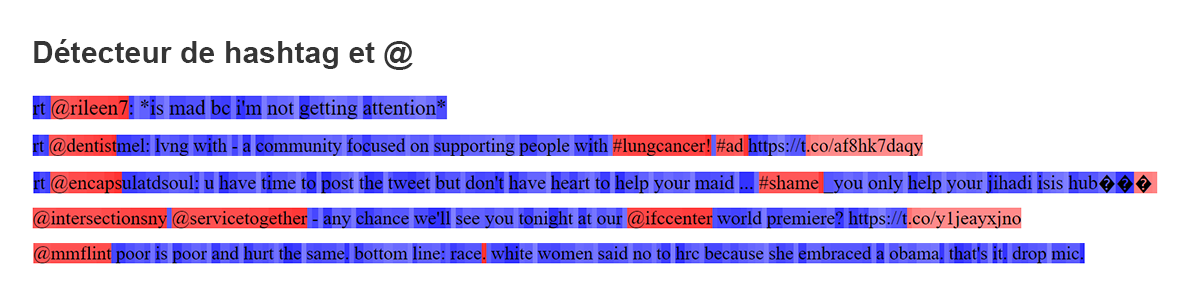 Détecteur de hashtag et @
rt @rileen7: *is mad bc i'm not getting attention*
rt @dentistmel: lvng with - a community focused on supporting people with #lungcancer! #ad https://t.co/af8hk7daqy
rt @encapsulatdsoul: u have time to post the tweet but don't have heart to help your maid ... #shame _you only help your jihadi isis hub���
@intersectionsny @servicetogether - any chance we'll see you tonight at our @ifccenter world premiere? https://t.co/y1jeayxjno
@mmflint poor is poor and hurt the same. bottom line: race. white women said no to hrc because she embraced a obama. that's it. drop mic.